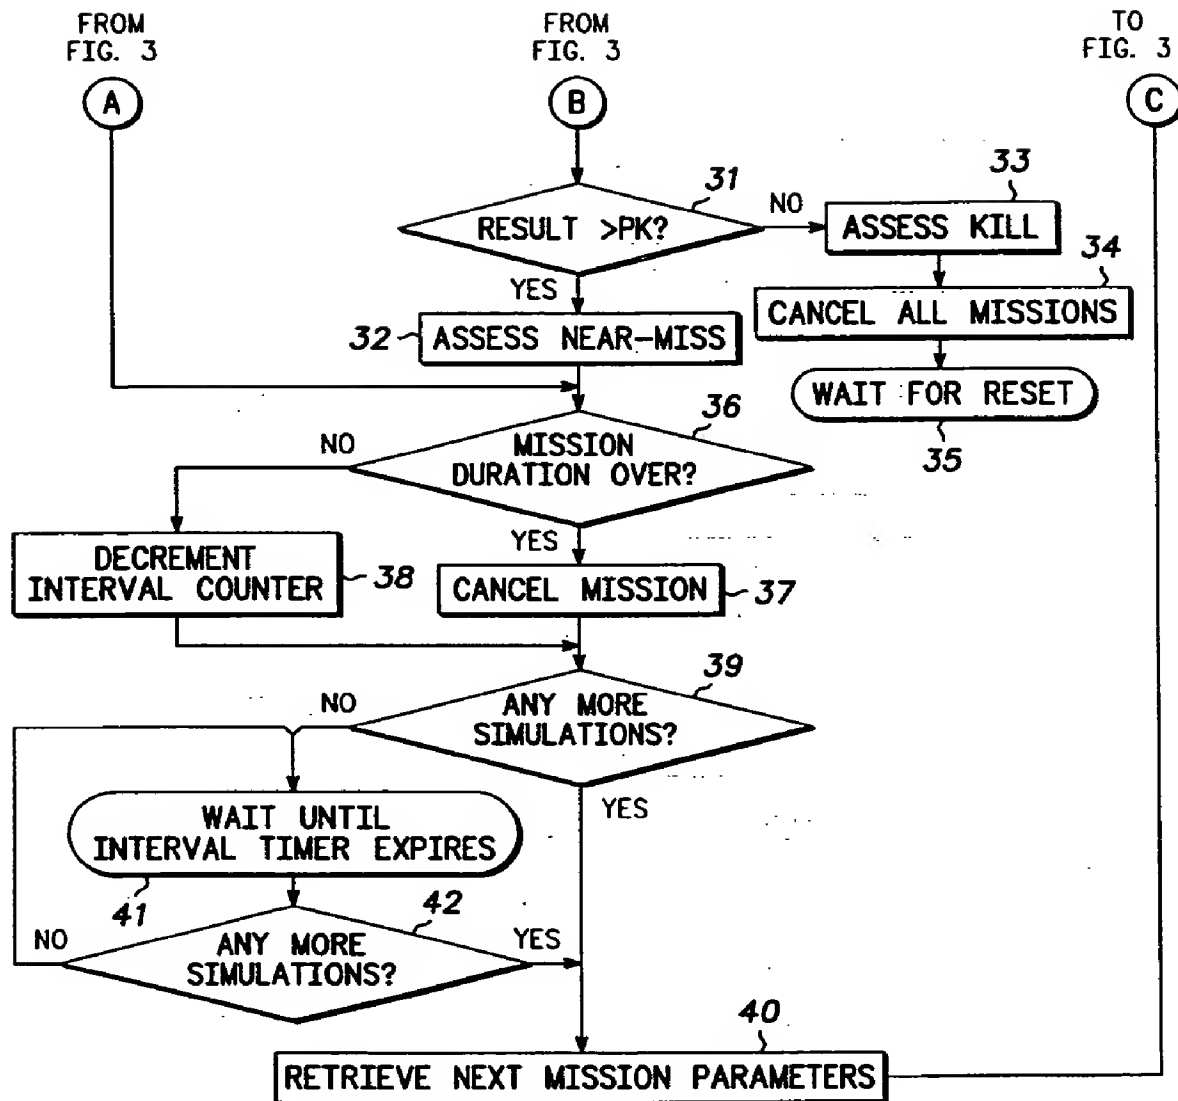 FROM
FIG. 3
FROM
FIG. 3
TO
FIG. 3
A
B
C
31
RESULT >PK?
NO
33
ASSESS KILL
34
YES
CANCEL ALL MISSIONS
32
ASSESS NEAR-MISS
WAIT FOR RESET
35
36
NO
MISSION
DURATION OVER?
YES
DECREMENT
INTERVAL COUNTER
38
CANCEL MISSION
37
39
NO
ANY MORE
SIMULATIONS?
YES
WAIT UNTIL
INTERVAL TIMER EXPIRES
41
42
NO
ANY MORE
SIMULATIONS?
YES
40
RETRIEVE NEXT MISSION PARAMETERS